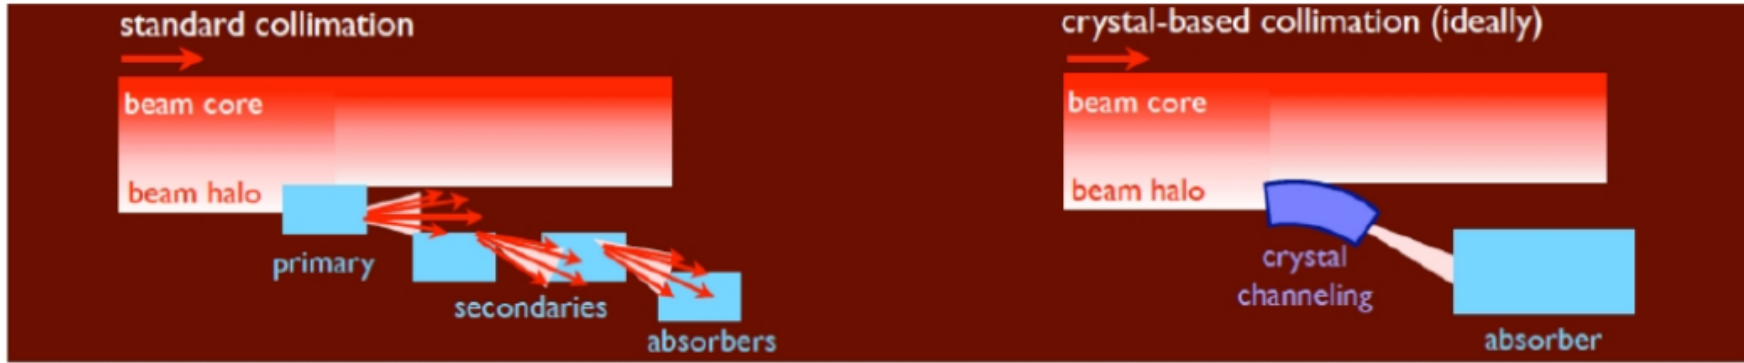 standard collimation
beam core
beam halo
primary
secondaries
absorbers
crystal-based collimation (ideally)
beam core
beam halo
crystal
channeling
absorber